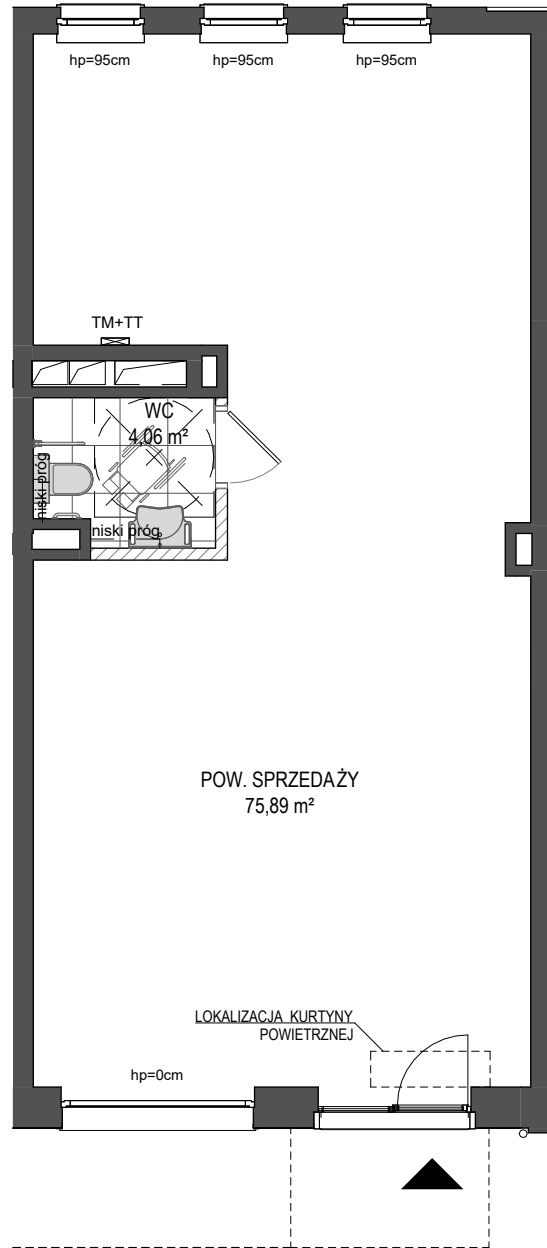 hp=95cm
hp=95cm
hp=95cm
TM+TT
WC
4,06 m²
niski próg
niski próg
POW. SPRZEDAŻY
75,89 m²
LOKALIZACJA KURTYNY
POWIETRZNEJ
hp=0cm